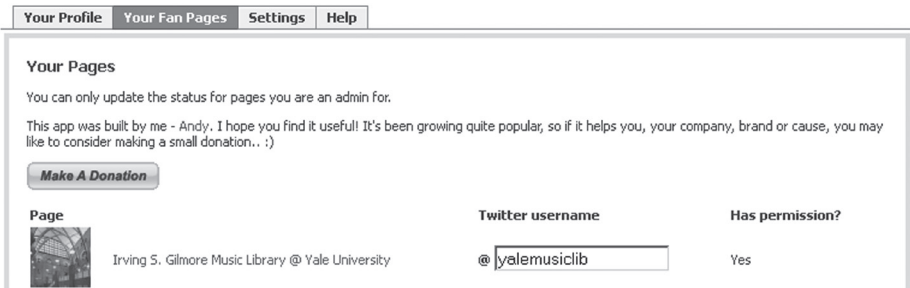 Your Profile Your Fan Pages Settings Help
Your Pages
You can only update the status for pages you are an admin for.
This app was built by me - Andy. I hope you find it useful! It's been growing quite popular, so if it helps you, your company, brand or cause, you may
like to consider making a small donation.. :)
Make A Donation
Page Twitter username Has permission?
Irving S. Gilmore Music Library @ Yale University @ yalemusiclib Yes